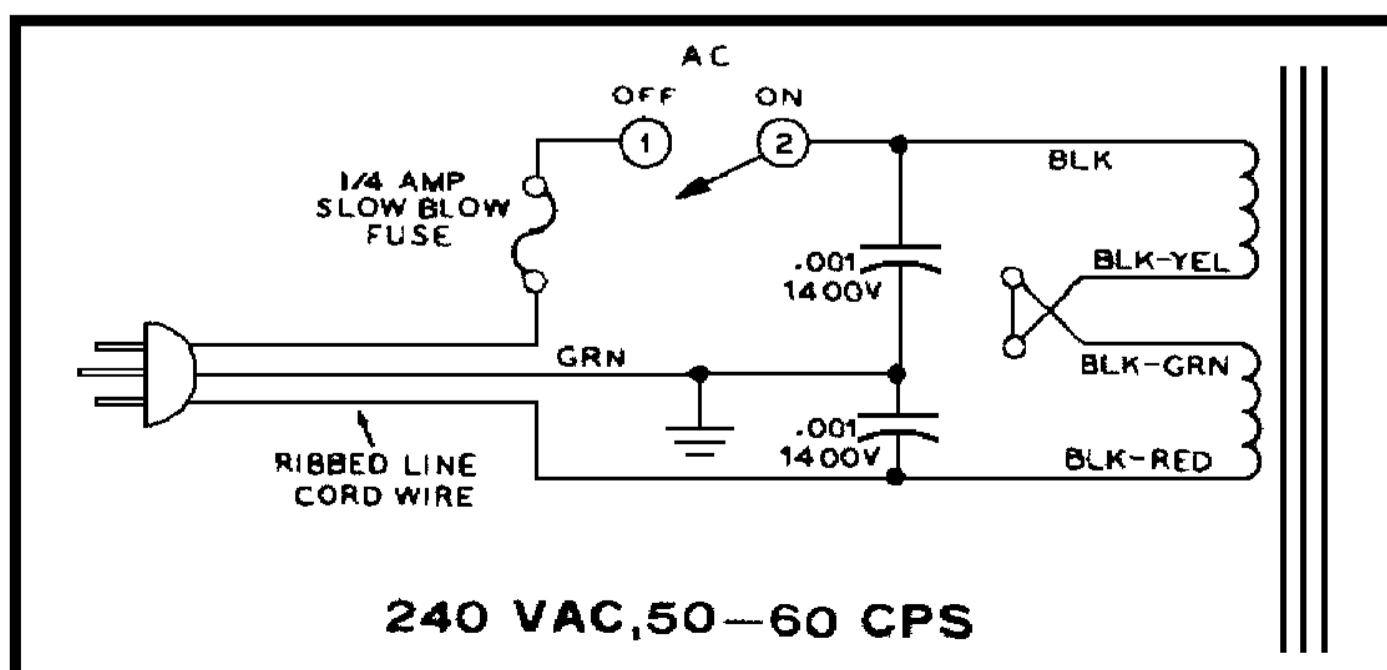 AC
OFF ON
1 2
1/4 AMP
SLOW BLOW
FUSE
BLK
.001
1400V
BLK-YEL
GRN
BLK-GRN
.001
1400V
BLK-RED
RIBBED LINE
CORD WIRE
240 VAC,50-60 CPS